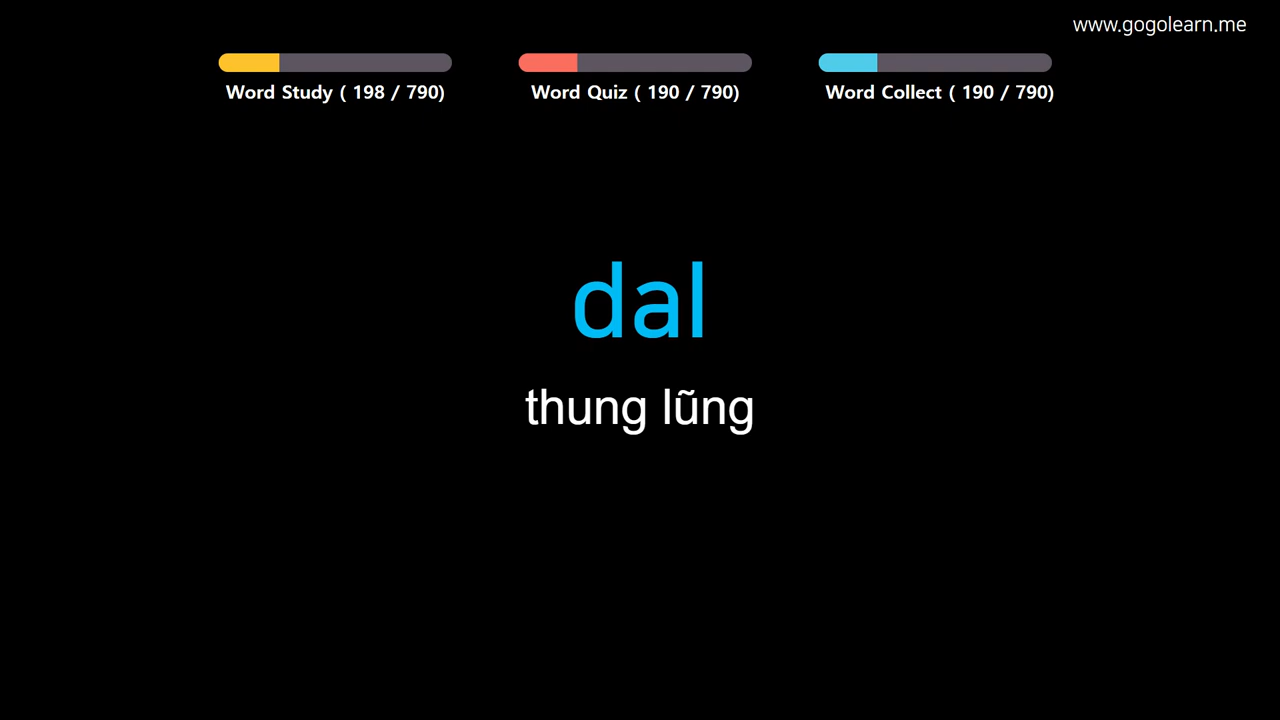 www.gogolearn.me
Word Study ( 198 / 790)
Word Quiz ( 190 / 790)
Word Collect ( 190 / 790)
dal
thung lũng